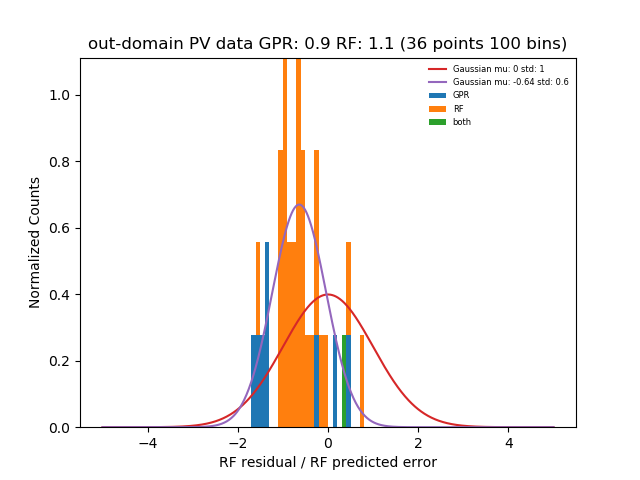 out-domain PV data GPR: 0.9 RF: 1.1 (36 points 100 bins)
Gaussian mu: 0 std: 1
Gaussian mu: -0.64 std: 0.6
GPR
RF
both
Normalized Counts
1.0
0.8
0.6
0.4
0.2
0.0
−4
−2
0
2
4
RF residual / RF predicted error